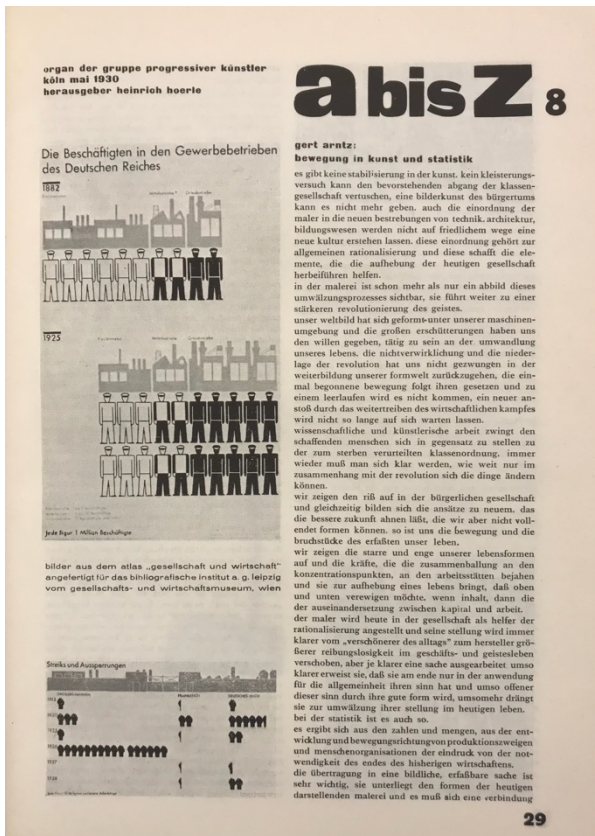 organ der gruppe progressiver künstler
köln mai 1930
herausgeber heinrich hoerle
a bis z 8
Die Beschäftigten in den Gewerbebetrieben
des Deutschen Reiches
1882
1925
Jede Figur 1 Million Beschäftigte
bilder aus dem atlas „gesellschaft und wirtschaft"
angefertigt für das bibliografische institut a. g. leipzig
vom gesellschafts- und wirtschaftsmuseum, wien
Streiks und Aussperrungen
gert arntz:
bewegung in kunst und statistik
es gibt keine stabilisierung in der kunst. kein kleisterungs-
versuch kann den bevorstehenden abgang der klassen-
gesellschaft vertuschen, eine bilderkunst des bürgertums
kann es nicht mehr geben. auch die einordnung der
maler in die neuen bestrebungen von technik, architektur,
bildungswesen werden nicht auf friedlichem wege eine
neue kultur erstehen lassen. diese einordnung gehört zur
allgemeinen rationalisierung und diese schafft die ele-
mente, die die aufhebung der heutigen gesellschaft
herbeiführen helfen.
in der malerei ist schon mehr als nur ein abbild dieses
umwälzungsprozesses sichtbar, sie führt weiter zu einer
stärkeren revolutionierung des geistes.
unser weltbild hat sich geformt unter unserer maschinen-
umgebung und die großen erschütterungen haben uns
den willen gegeben, tätig zu sein an der umwandlung
unseres lebens. die nichtverwirklichung und die nieder-
lage der revolution hat uns nicht gezwungen in der
weiterbildung unserer formwelt zurückzugehen, die ein-
mal begonnene bewegung folgt ihren gesetzen und zu
einem leerlaufen wird es nicht kommen, ein neuer an-
stoß durch das weitertreiben des wirtschaftlichen kampfes
wird nicht so lange auf sich warten lassen.
wissenschaftliche und künstlerische arbeit zwingt den
schaffenden menschen sich in gegensatz zu stellen zu
der zum sterben verurteilten klassenordnung. immer
wieder muß man sich klar werden, wie weit nur im
zusammenhang mit der revolution sich die dinge ändern
können.
wir zeigen den riß auf in der bürgerlichen gesellschaft
und gleichzeitig bilden sich die ansätze zu neuem, das
die bessere zukunft ahnen läßt, die wir aber nicht voll-
endet formen können. so ist uns die bewegung und die
bruchstücke des erfaßten unser leben.
wir zeigen die starre und enge unserer lebensformen
auf und die kräfte, die die zusammenballung an den
konzentrationspunkten, an den arbeitsstätten bejahen
und sie zur aufhebung eines lebens bringt, daß oben
und unten verewigen möchte. wenn inhalt, dann die
der auseinandersetzung zwischen kapital und arbeit.
der maler wird heute in der gesellschaft als helfer der
rationalisierung angestellt und seine stellung wird immer
klarer vom „verschönerer des alltags" zum hersteller grö-
ßerer reibungslosigkeit im geschäfts- und geistesleben
verschoben, aber je klarer eine sache ausgearbeitet umso
klarer erweist sie, daß sie am ende nur in der anwendung
für die allgemeinheit ihren sinn hat und umso offener
dieser sinn durch ihre gute form wird, umsomehr drängt
sie zur umwälzung ihrer stellung im heutigen leben.
bei der statistik ist es auch so.
es ergibt sich aus den zahlen und mengen, aus der ent-
wicklung und bewegungsrichtung von produktionszweigen
und menschenorganisationen der eindruck von der not-
wendigkeit des endes des bisherigen wirtschaftens.
die übertragung in eine bildliche, erfaßbare sache ist
sehr wichtig, sie unterliegt den formen der heutigen
darstellenden malerei und es muß sich eine verbindung
29